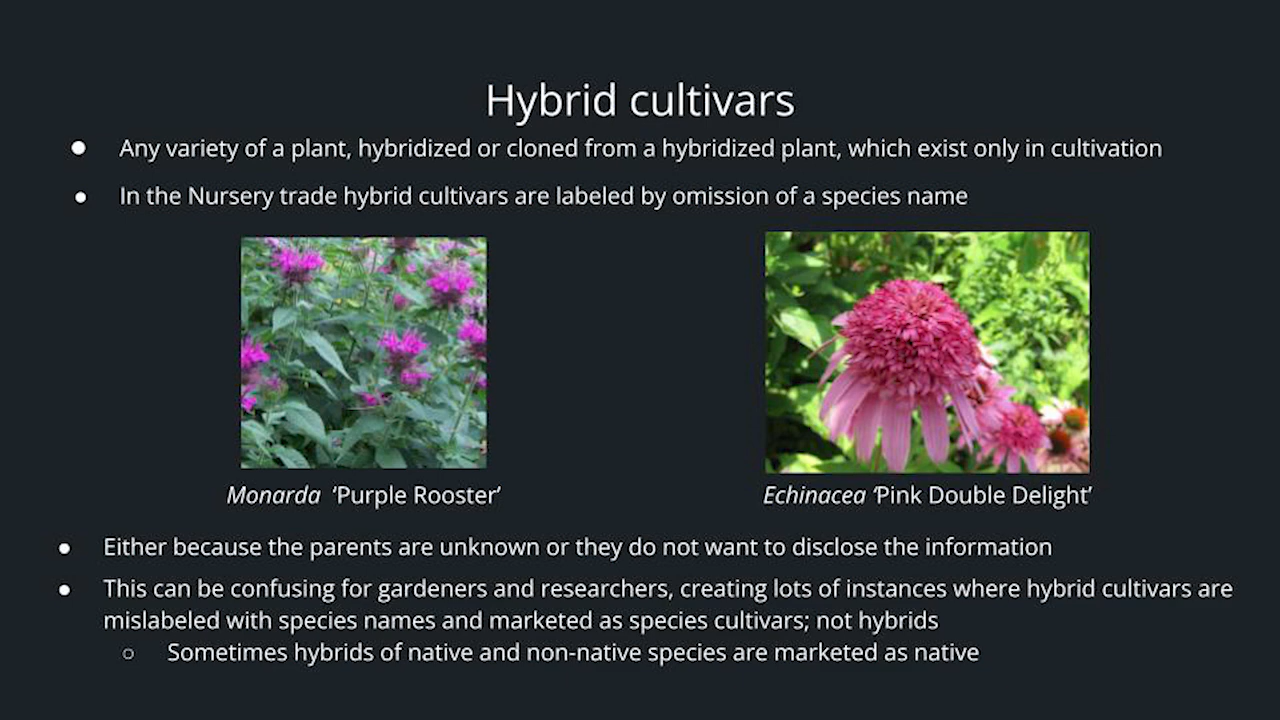 Hybrid cultivars
● Any variety of a plant, hybridized or cloned from a hybridized plant, which exist only in cultivation
● In the Nursery trade hybrid cultivars are labeled by omission of a species name
Monarda ‘Purple Rooster’
Echinacea ‘Pink Double Delight’
● Either because the parents are unknown or they do not want to disclose the information
● This can be confusing for gardeners and researchers, creating lots of instances where hybrid cultivars are
mislabeled with species names and marketed as species cultivars; not hybrids
○ Sometimes hybrids of native and non-native species are marketed as native